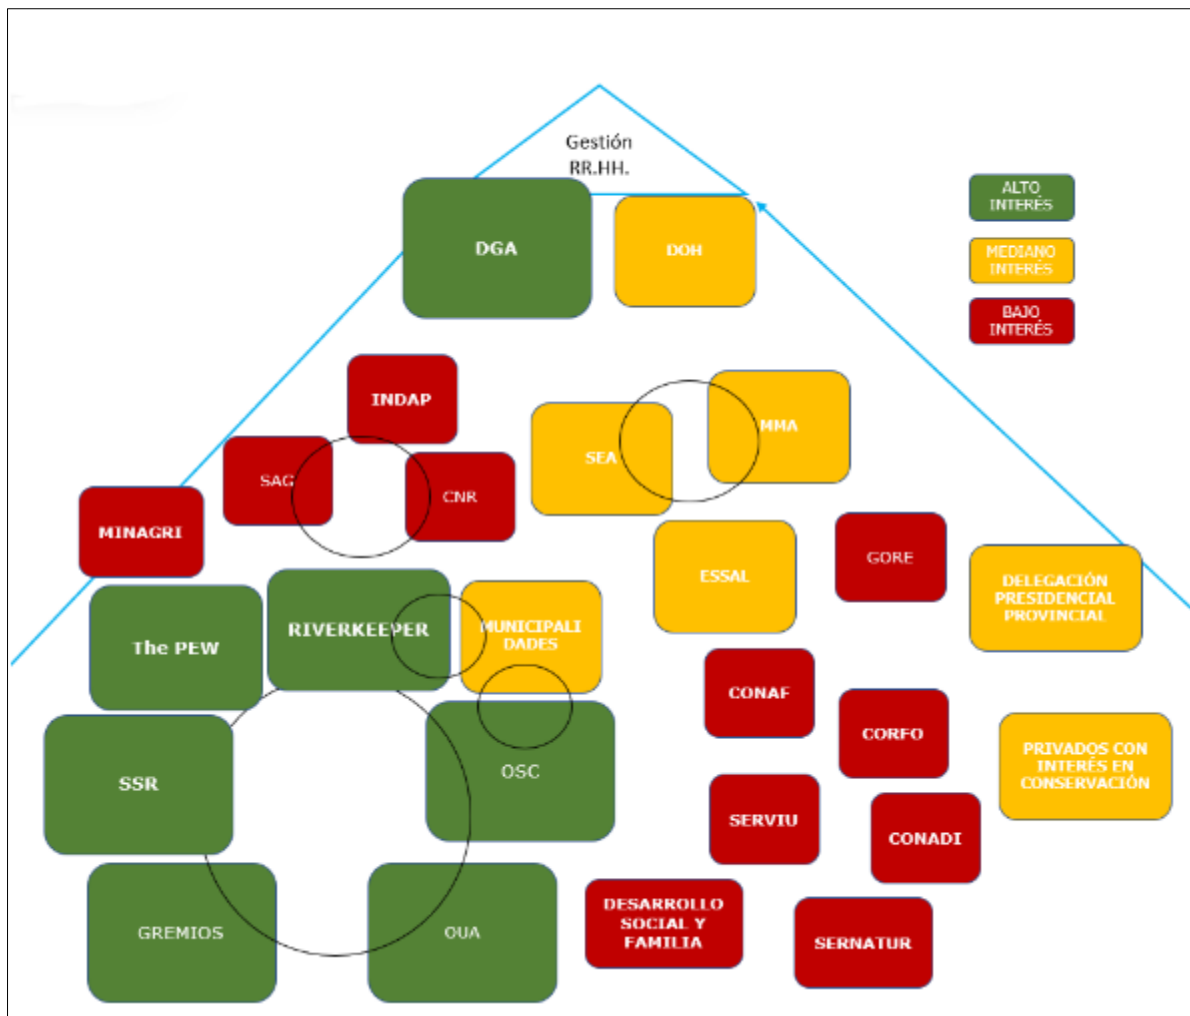 Gestión
RR.HH.
DGA
DOH
ALTO
INTERÉS
MEDIANO
INTERÉS
BAJO
INTERÉS
INDAP
SAG
CNR
MINAGRI
SEA
MMA
ESSAL
GORE
DELEGACIÓN
PRESIDENCIAL
PROVINCIAL
The PEW
RIVERKEEPER
MUNICIPALI
DADES
SSR
OSC
GREMIOS
OUA
CONAF
CORFO
PRIVADOS CON
INTERÉS EN
CONSERVACIÓN
SERVIU
CONADI
DESARROLLO
SOCIAL Y
FAMILIA
SERNATUR